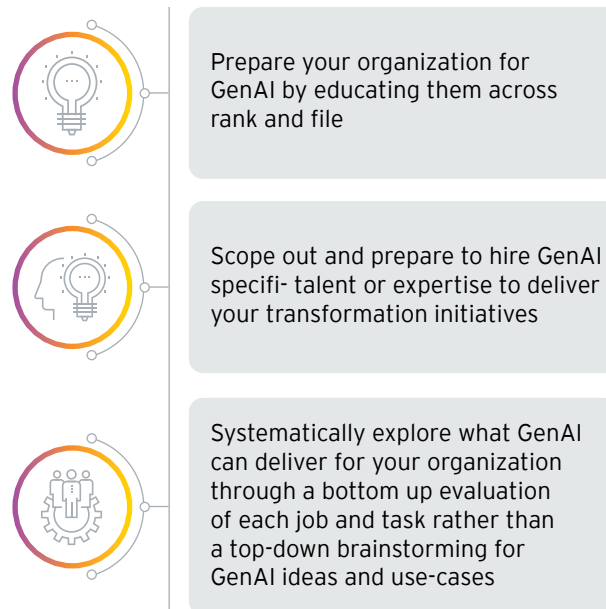 Prepare your organization for
GenAI by educating them across
rank and file
Scope out and prepare to hire GenAI
specifi- talent or expertise to deliver
your transformation initiatives
Systematically explore what GenAI
can deliver for your organization
through a bottom up evaluation
of each job and task rather than
a top-down brainstorming for
GenAI ideas and use-cases